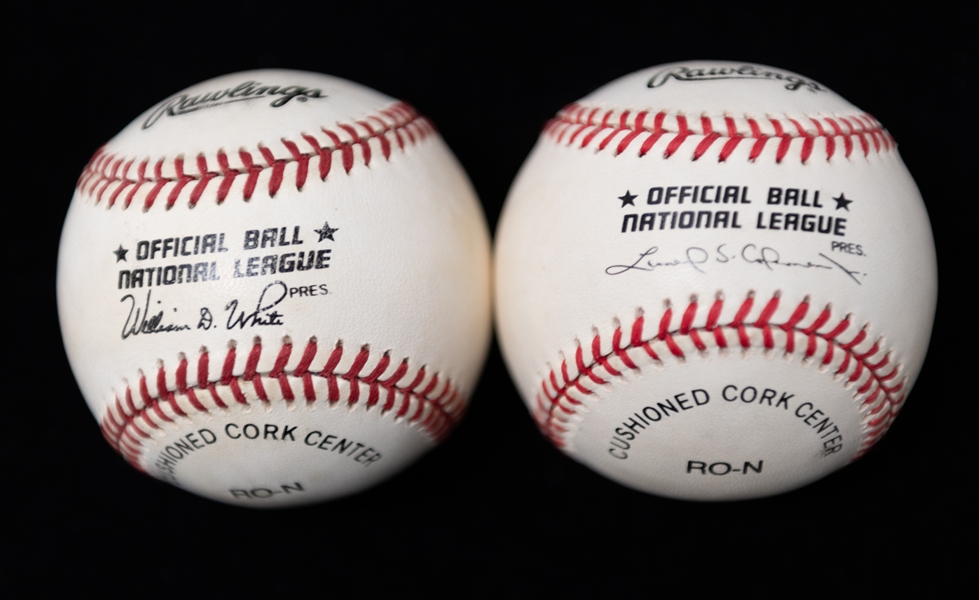 Rawlings
★ OFFICIAL BALL ★
NATIONAL LEAGUE
PRES.
William D. White
CUSHIONED CORK CENTER
RO-N
Rawlings
★ OFFICIAL BALL ★
NATIONAL LEAGUE
PRES.
CUSHIONED CORK CENTER
RO-N